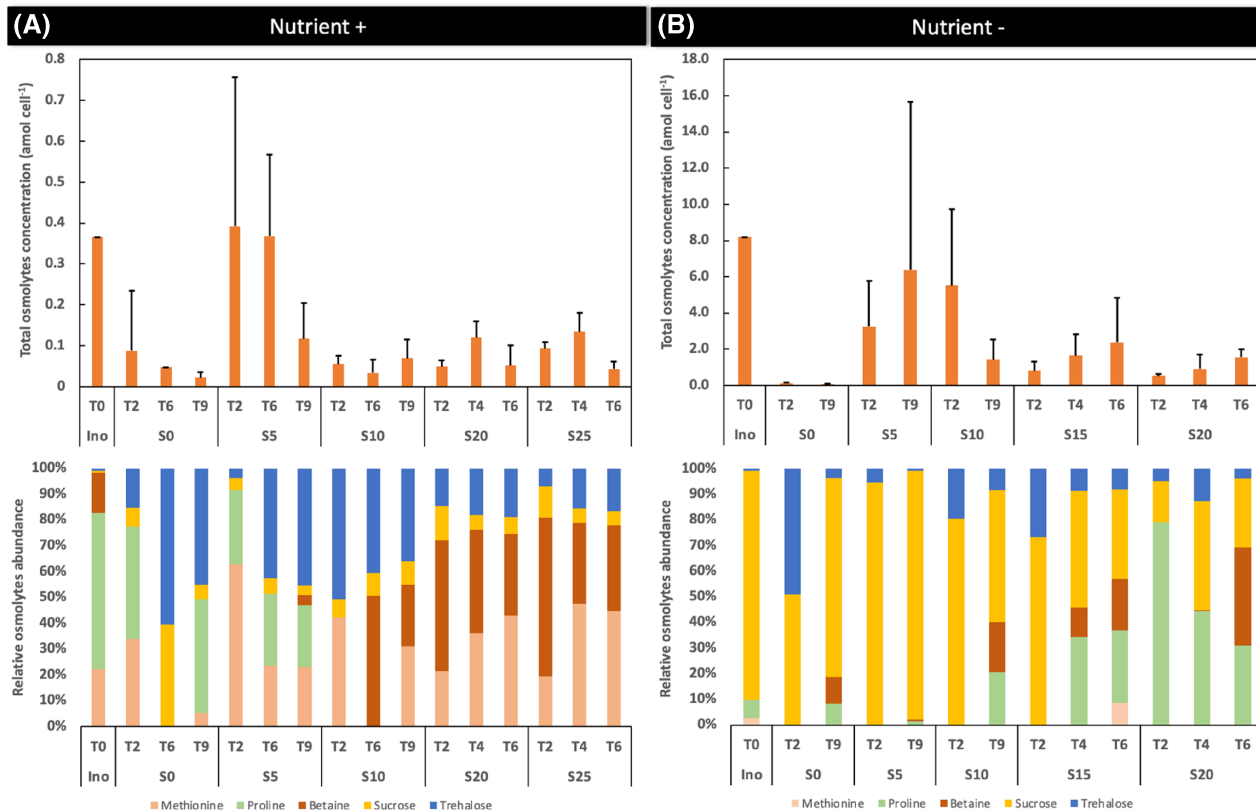 (A) Nutrient +
Total osmolytes concentration (amol cell⁻¹)
0.8
0.7
0.6
0.5
0.4
0.3
0.2
0.1
0
T0 T2 T6 T9 T2 T6 T9 T2 T6 T9 T2 T4 T6 T2 T4 T6
Ino S0 S5 S10 S20 S25
Relative osmolytes abundance
100%
90%
80%
70%
60%
50%
40%
30%
20%
10%
0%
T0 T2 T6 T9 T2 T6 T9 T2 T6 T9 T2 T4 T6 T2 T4 T6
Ino S0 S5 S10 S20 S25
Methionine Proline Betaine Sucrose Trehalose
(B) Nutrient -
Total osmolytes concentration (amol cell⁻¹)
18.0
16.0
14.0
12.0
10.0
8.0
6.0
4.0
2.0
0.0
T0 T2 T9 T2 T9 T2 T9 T2 T4 T6 T2 T4 T6
Ino S0 S5 S10 S15 S20
Relative osmolytes abundance
100%
90%
80%
70%
60%
50%
40%
30%
20%
10%
0%
T0 T2 T9 T2 T9 T2 T9 T2 T4 T6 T2 T4 T6
Ino S0 S5 S10 S15 S20
Methionine Proline Betaine Sucrose Trehalose